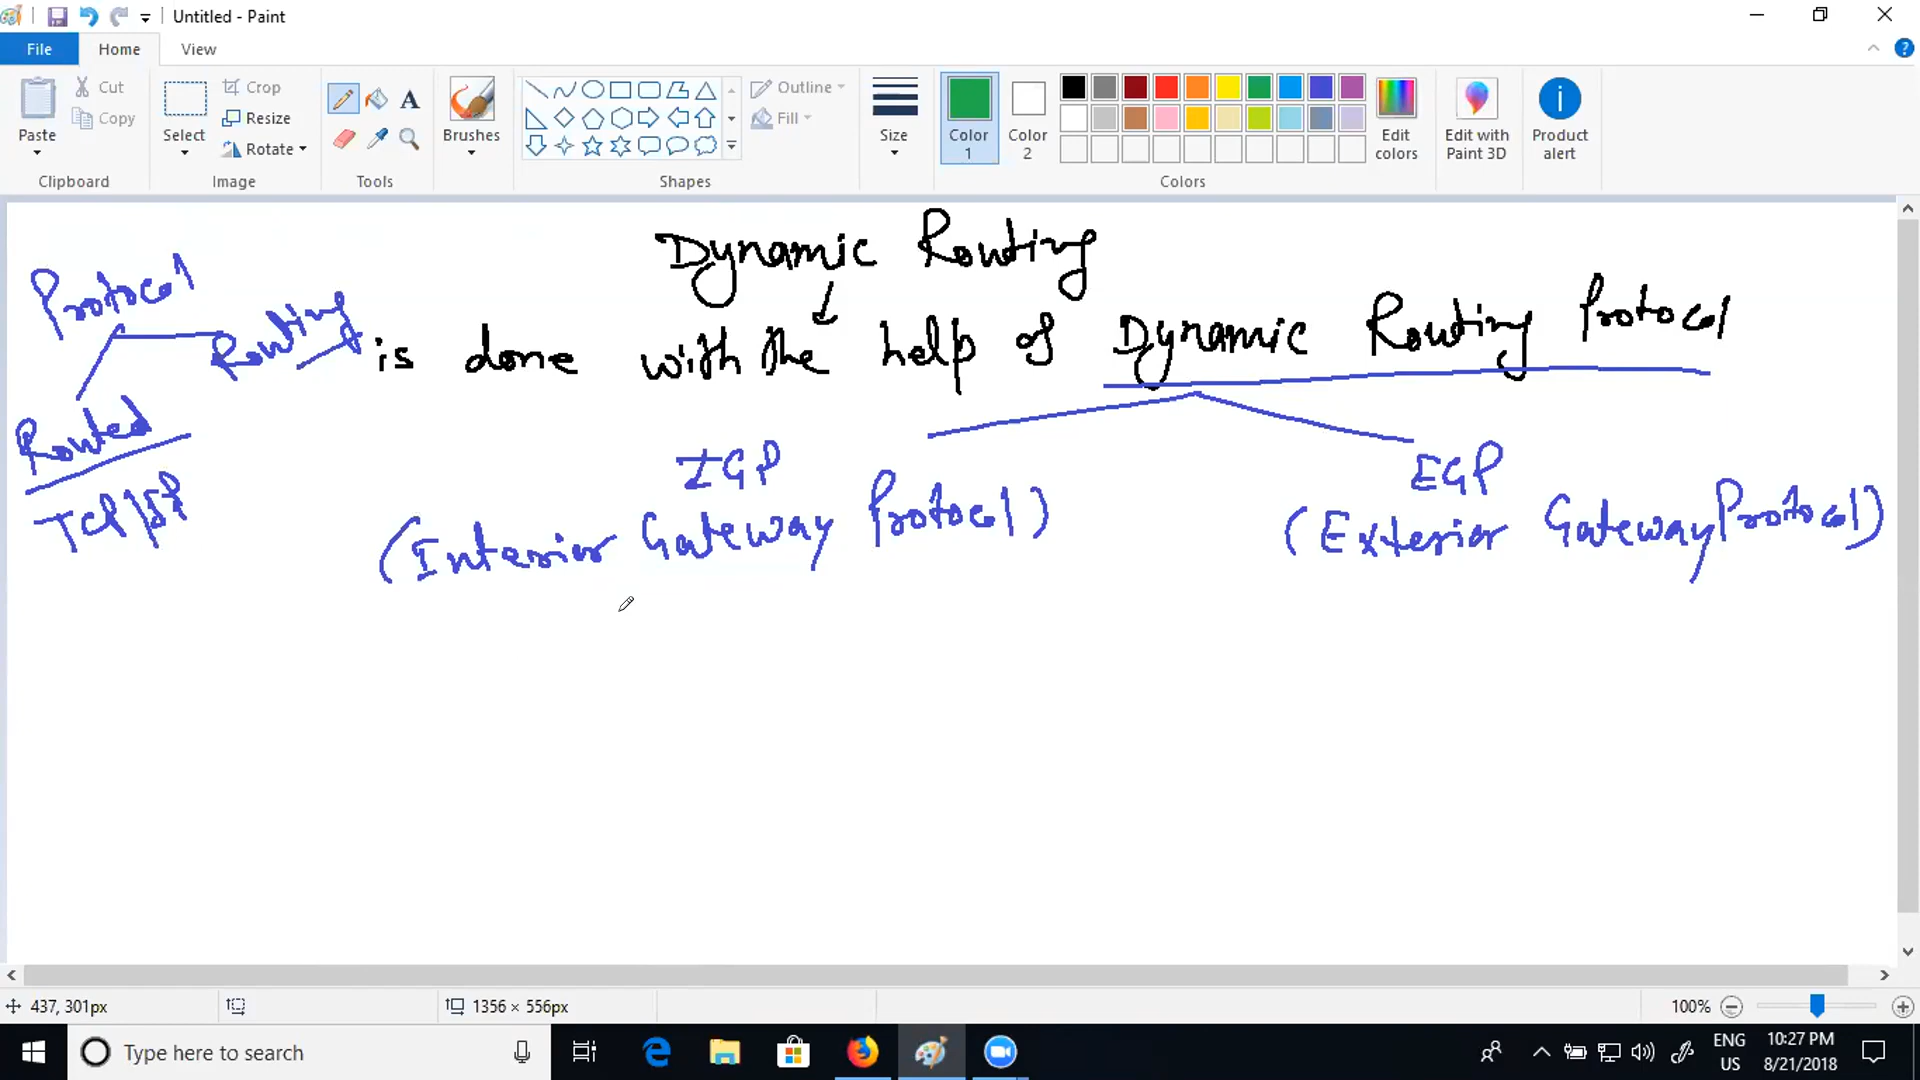 Untitled - Paint
File Home View
Paste
Cut
Copy
Clipboard
Select
Crop
Resize
Rotate
Image
Tools
Brushes
Shapes
Outline
Fill
Size
Color 1
Color 2
Edit colors
Edit with Paint 3D
Product alert
Colors
Dynamic Routing
is done with the help of Dynamic Routing Protocol
Protocol
Routing
Routed
TCP/IP
IGP
(Interior Gateway Protocol)
EGP
(Exterior Gateway Protocol)
437, 301px
1356 × 556px
100%
Type here to search
ENG
US
10:27 PM
8/21/2018